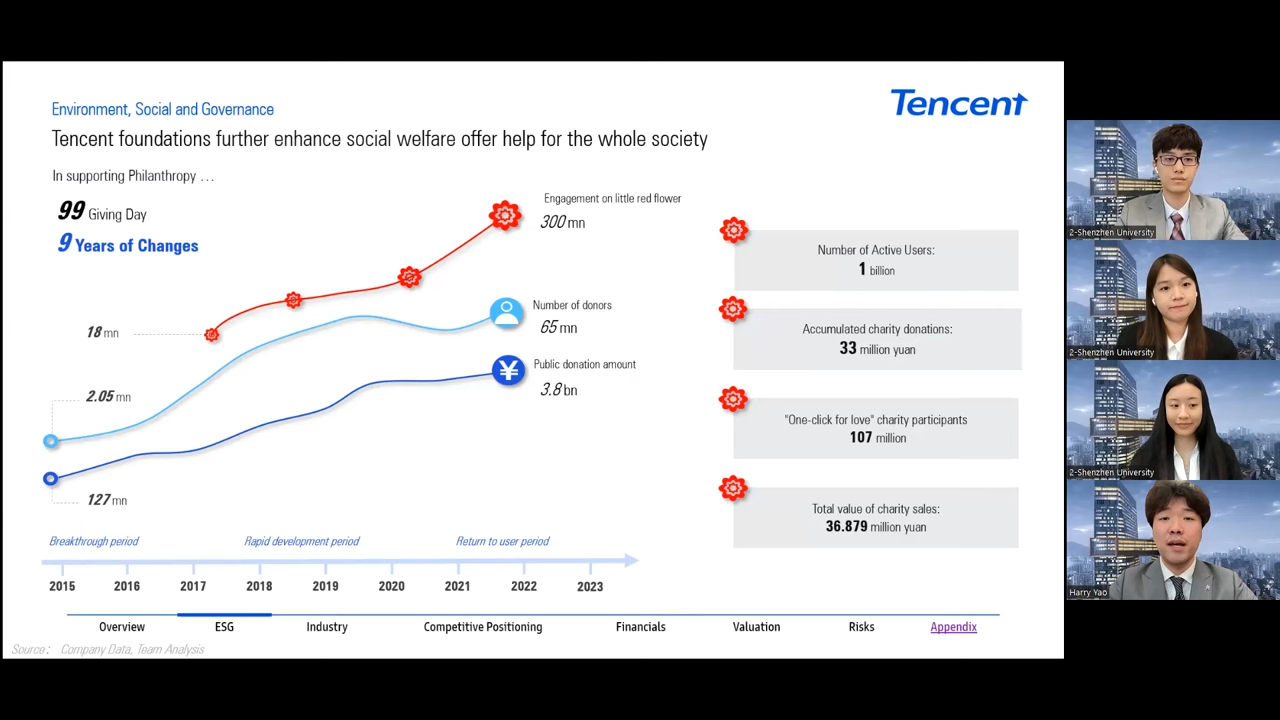 Environment, Social and Governance
Tencent
Tencent foundations further enhance social welfare offer help for the whole society
In supporting Philanthropy …
99 Giving Day
9 Years of Changes
Engagement on little red flower
300 mn
Number of donors
65 mn
Public donation amount
¥
3.8 bn
18 mn
2.05 mn
127 mn
Number of Active Users:
1 billion
Accumulated charity donations:
33 million yuan
"One-click for love" charity participants
107 million
Total value of charity sales:
36.879 million yuan
Breakthrough period
Rapid development period
Return to user period
2015 2016 2017 2018 2019 2020 2021 2022 2023
Overview ESG Industry Competitive Positioning Financials Valuation Risks Appendix
Source: Company Data, Team Analysis
2-Shenzhen University
2-Shenzhen University
2-Shenzhen University
Harry Yao